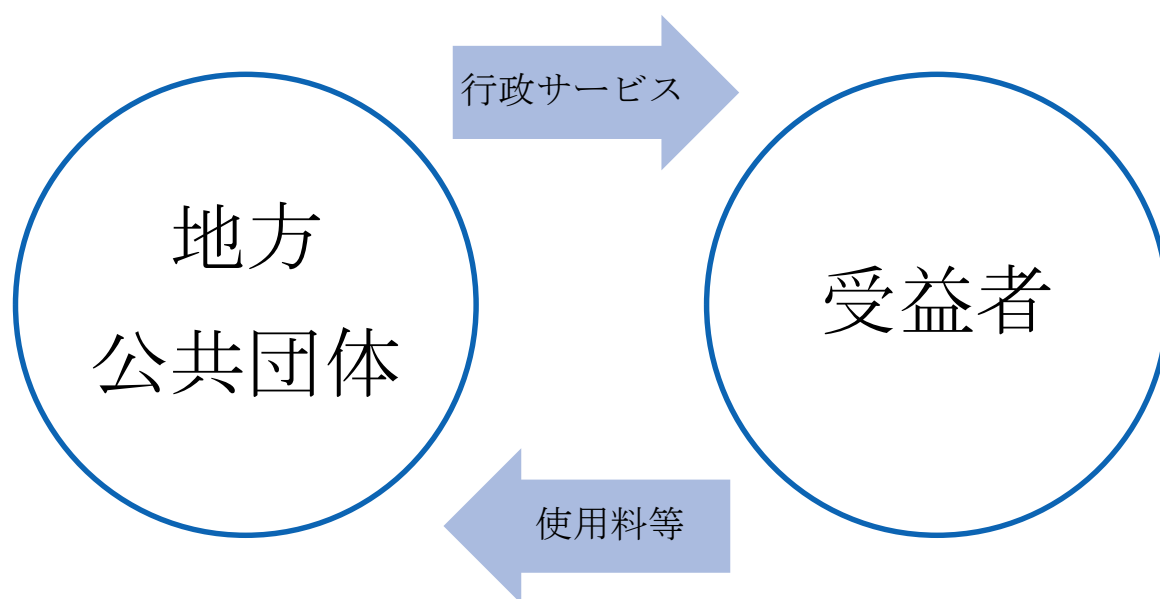 行政サービス
地方
公共団体
受益者
使用料等